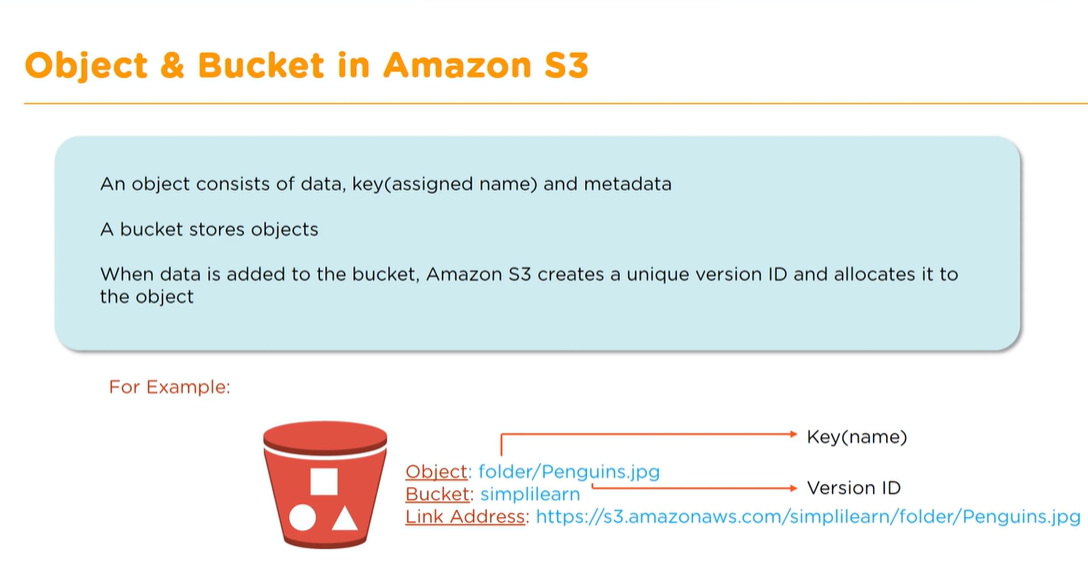 Object & Bucket in Amazon S3
An object consists of data, key(assigned name) and metadata
A bucket stores objects
When data is added to the bucket, Amazon S3 creates a unique version ID and allocates it to
the object
For Example:
Key(name)
Object: folder/Penguins.jpg
Version ID
Bucket: simplilearn
Link Address: https://s3.amazonaws.com/simplilearn/folder/Penguins.jpg